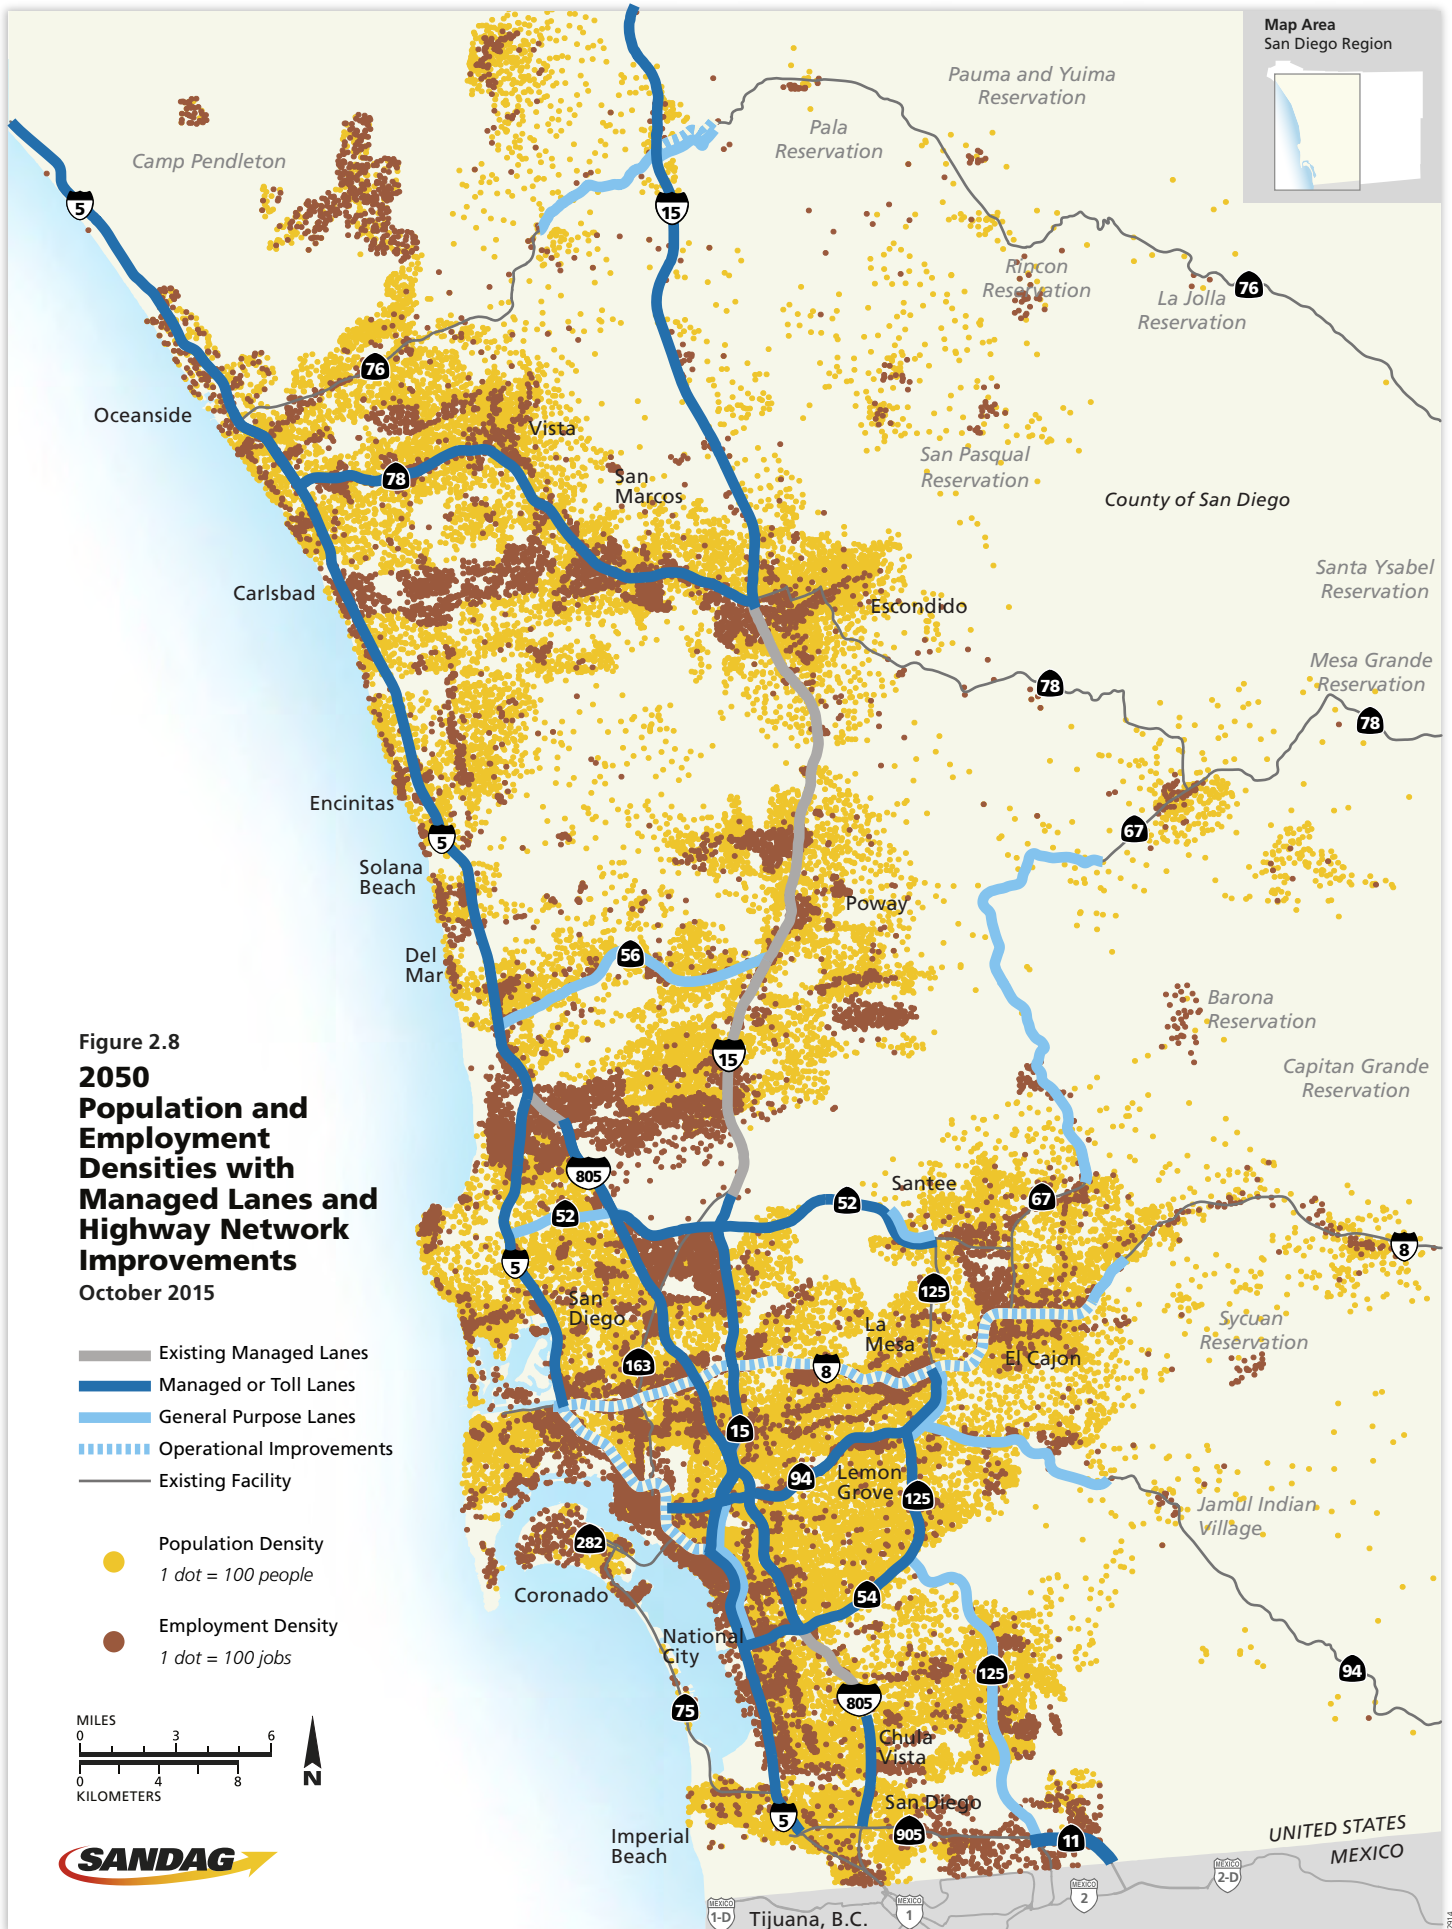 Map Area
San Diego Region
Pauma and Yuima
Reservation
Pala
Reservation
Camp Pendleton
5
15
Rincon
Reservation
La Jolla
Reservation
76
76
Oceanside
Vista
78
San
Marcos
San Pasqual
Reservation
County of San Diego
Santa Ysabel
Reservation
Carlsbad
Escondido
Mesa Grande
Reservation
78
78
Encinitas
5
67
Solana
Beach
Poway
Del
Mar
56
Barona
Reservation
15
Capitan Grande
Reservation
Figure 2.8
2050
Population and
Employment
Densities with
Managed Lanes and
Highway Network
Improvements
October 2015
805
Santee
52
67
52
5
8
125
San
Diego
La
Mesa
Sycuan
Reservation
El Cajon
163
8
Existing Managed Lanes
Managed or Toll Lanes
General Purpose Lanes
Operational Improvements
Existing Facility
15
94
Lemon
Grove
125
Jamul Indian
Village
Population Density
1 dot = 100 people
282
Coronado
54
Employment Density
1 dot = 100 jobs
National
City
125
94
75
805
MILES
0 3 6
0 4 8
KILOMETERS
N
Chula
Vista
San Diego
5
905
11
Imperial
Beach
UNITED STATES
MEXICO
SANDAG
MEXICO
1-D
Tijuana, B.C.
MEXICO
1
MEXICO
2
MEXICO
2-D